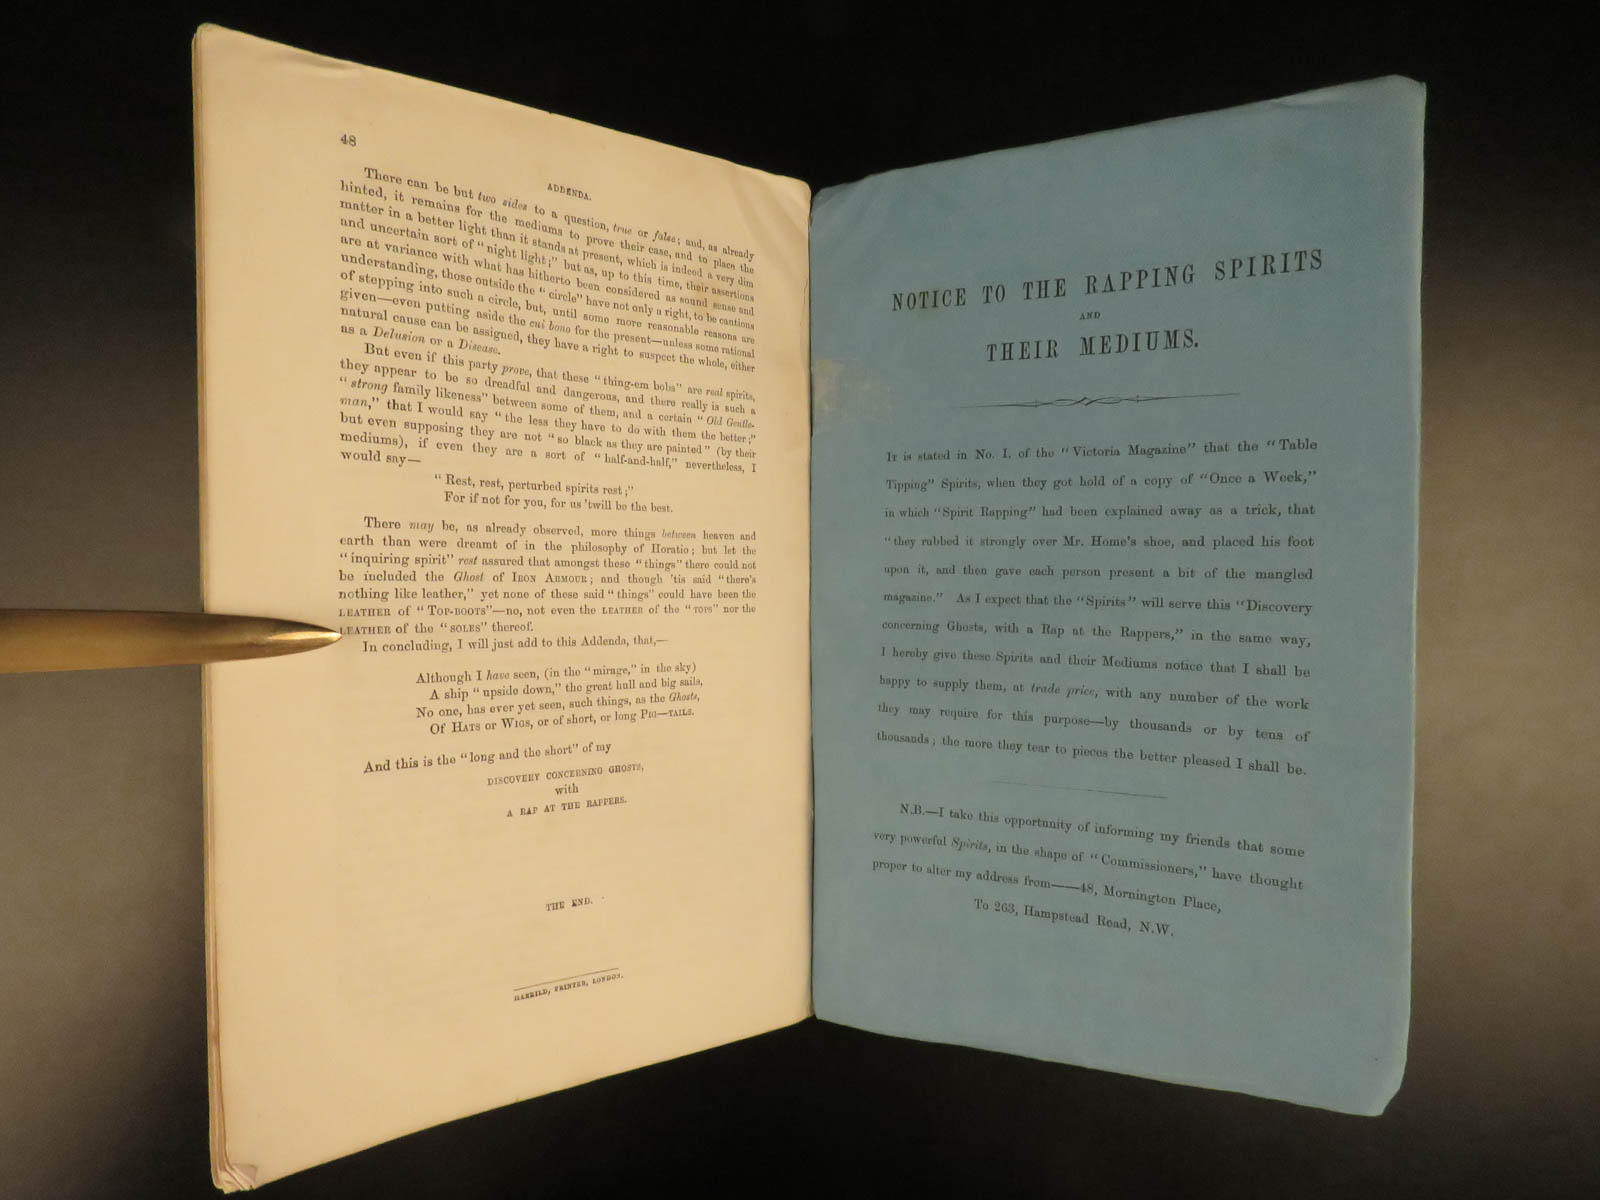 48
ADDENDA.
There can be but two sides to a question, true or false; and, as already
hinted, it remains for the mediums to prove their case, and to place the
matter in a better light than it stands at present, which is indeed a very dim
and uncertain sort of "night light;" but as, up to this time, their assertions
are at variance with what has hitherto been considered as sound sense and
understanding, those outside the "circle" have not only a right, to be cautious
of stepping into such a circle, but, until some more reasonable reasons are
given—even putting aside the cui bono for the present—unless some rational
natural cause can be assigned, they have a right to suspect the whole, either
as a Delusion or a Disease.
But even if this party prove, that these "thing-em bobs" are real spirits,
they appear to be so dreadful and dangerous, and there really is such a
"strong family likeness" between some of them, and a certain "Old Gentle-
man," that I would say "the less they have to do with them the better;"
but even supposing they are not "so black as they are painted" (by their
mediums), if even they are a sort of "half-and-half," nevertheless, I
would say—
"Rest, rest, perturbed spirits rest;"
For if not for you, for us 'twill be the best.
There may be, as already observed, more things between heaven and
earth than were dreamt of in the philosophy of Horatio; but let the
"inquiring spirit" rest assured that amongst these "things" there could not
be included the Ghost of IRON ARMOUR; and though 'tis said "there's
nothing like leather," yet none of these said "things" could have been the
LEATHER of "TOP-BOOTS"—no, not even the LEATHER of the "TOPS" nor the
LEATHER of the "SOLES" thereof.
In concluding, I will just add to this Addenda, that,—
Although I have seen, (in the "mirage," in the sky)
A ship "upside down," the great hull and big sails,
No one, has ever yet seen, such things, as the Ghosts,
Of HATS or WIGS, or of short, or long PIG—TAILS.
And this is the "long and the short" of my
DISCOVERY CONCERNING GHOSTS,
with
A RAP AT THE RAPPERS.
THE END.
HARRILD, PRINTER, LONDON.
NOTICE TO THE RAPPING SPIRITS
AND
THEIR MEDIUMS.
IT is stated in No. I. of the "Victoria Magazine" that the "Table
Tipping" Spirits, when they got hold of a copy of "Once a Week,"
in which "Spirit Rapping" had been explained away as a trick, that
"they rubbed it strongly over Mr. Home's shoe, and placed his foot
upon it, and then gave each person present a bit of the mangled
magazine." As I expect that the "Spirits" will serve this "Discovery
concerning Ghosts, with a Rap at the Rappers," in the same way,
I hereby give these Spirits and their Mediums notice that I shall be
happy to supply them, at trade price, with any number of the work
they may require for this purpose—by thousands or by tens of
thousands; the more they tear to pieces the better pleased I shall be.
N.B.—I take this opportunity of informing my friends that some
very powerful Spirits, in the shape of "Commissioners," have thought
proper to alter my address from——48, Mornington Place,
To 263, Hampstead Road, N.W.